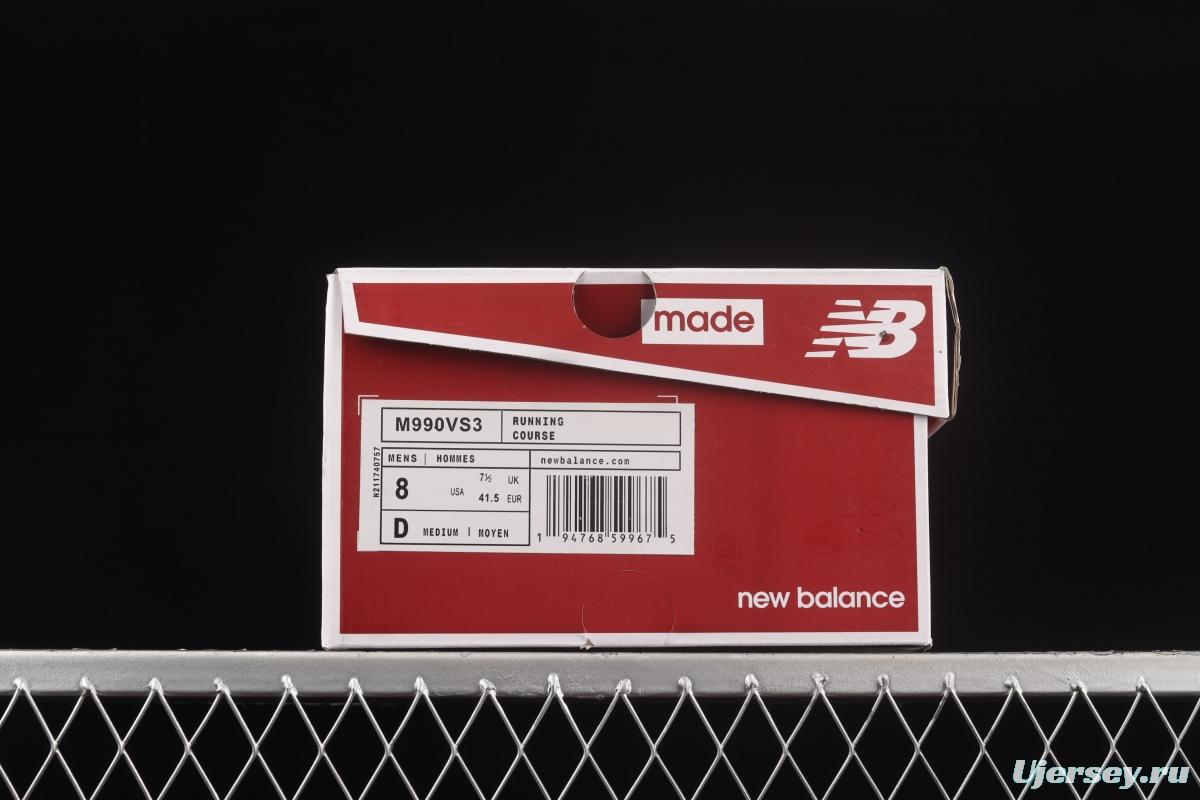 made
NB
M990VS3
RUNNING
COURSE
MENS | HOMMES
newbalance.com
N211740757
8
7½ UK
USA
41.5 EUR
D MEDIUM | MOYEN
1 94768 59967 5
new balance
Ujersey.ru